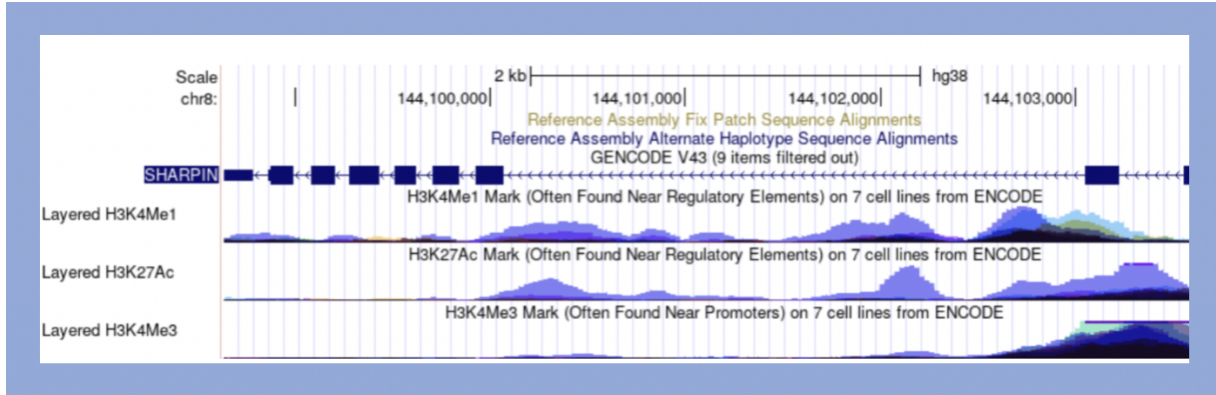 Scale 2 kb hg38
chr8: 144,100,000 144,101,000 144,102,000 144,103,000
Reference Assembly Fix Patch Sequence Alignments
Reference Assembly Alternate Haplotype Sequence Alignments
GENCODE V43 (9 items filtered out)
SHARPIN
H3K4Me1 Mark (Often Found Near Regulatory Elements) on 7 cell lines from ENCODE
Layered H3K4Me1
H3K27Ac Mark (Often Found Near Regulatory Elements) on 7 cell lines from ENCODE
Layered H3K27Ac
H3K4Me3 Mark (Often Found Near Promoters) on 7 cell lines from ENCODE
Layered H3K4Me3